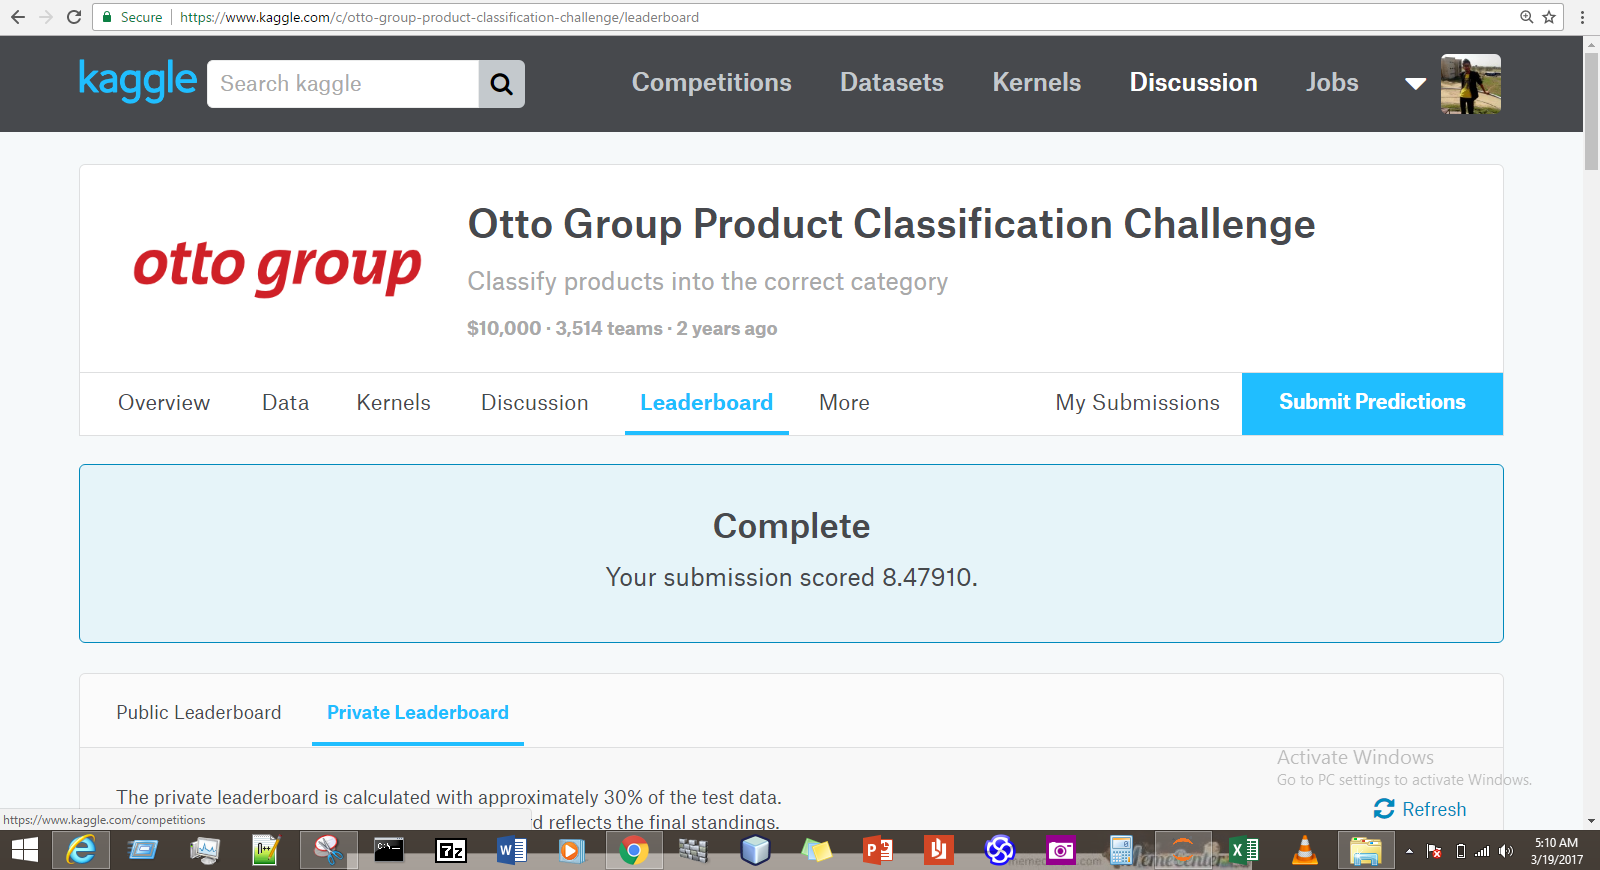 Secure https://www.kaggle.com/c/otto-group-product-classification-challenge/leaderboard
kaggle Search kaggle Competitions Datasets Kernels Discussion Jobs
otto group
Otto Group Product Classification Challenge
Classify products into the correct category
$10,000 · 3,514 teams · 2 years ago
Overview Data Kernels Discussion Leaderboard More My Submissions Submit Predictions
Complete
Your submission scored 8.47910.
Public Leaderboard Private Leaderboard
Activate Windows
Go to PC settings to activate Windows.
The private leaderboard is calculated with approximately 30% of the test data.
Refresh
https://www.kaggle.com/competitions
d reflects the final standings.
5:10 AM
3/19/2017